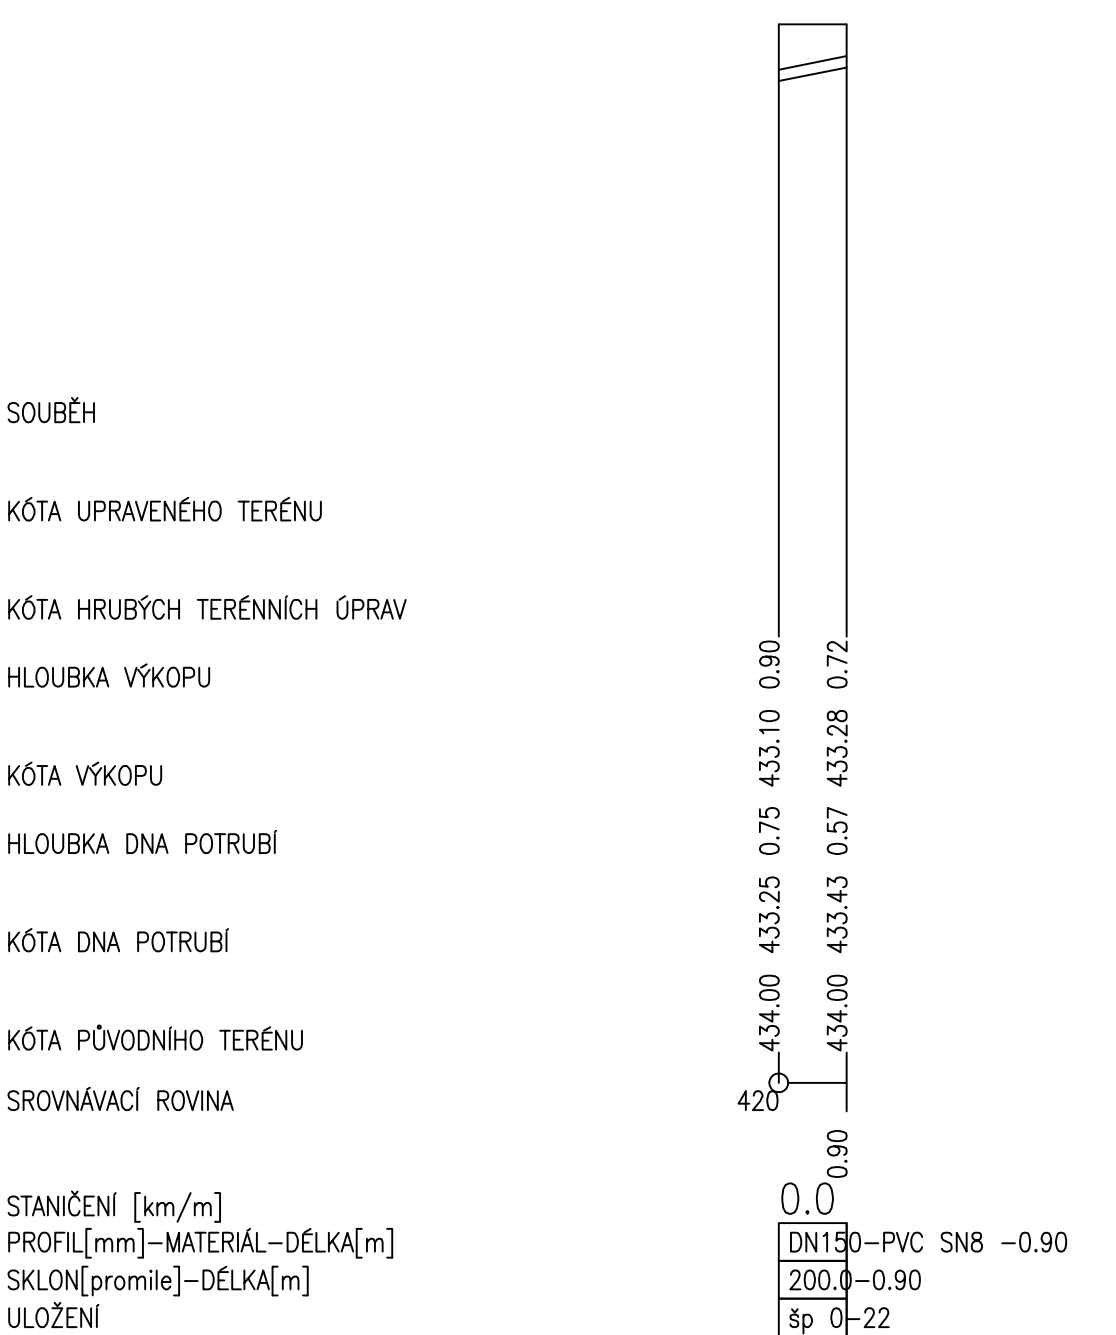 SOUBĚH
KÓTA UPRAVENÉHO TERÉNU
KÓTA HRUBÝCH TERÉNNÍCH ÚPRAV
HLOUBKA VÝKOPU 0.90 0.72
KÓTA VÝKOPU 433.10 433.28
HLOUBKA DNA POTRUBÍ 0.75 0.57
KÓTA DNA POTRUBÍ 433.25 433.43
KÓTA PŮVODNÍHO TERÉNU 434.00 434.00
SROVNÁVACÍ ROVINA 420
0.90
STANIČENÍ [km/m] 0.0
PROFIL[mm]-MATERIÁL-DÉLKA[m] DN150-PVC SN8 -0.90
SKLON[promile]-DÉLKA[m] 200.0-0.90
ULOŽENÍ šp 0-22